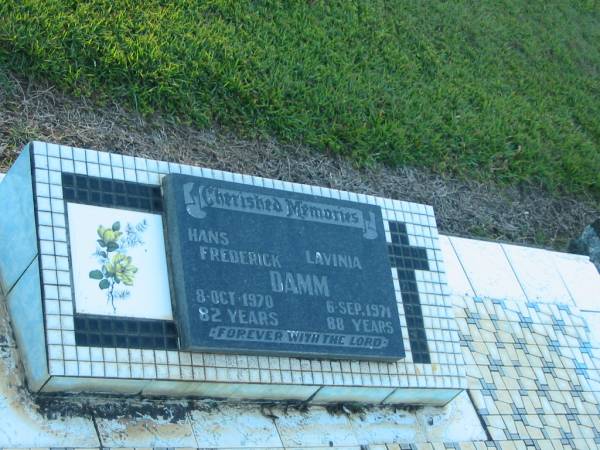 Cherished Memories
HANS
FREDERICK LAVINIA
DAMM
8·OCT·1970 6·SEP.1971
82 YEARS 88 YEARS
·FOREVER WITH THE LORD·